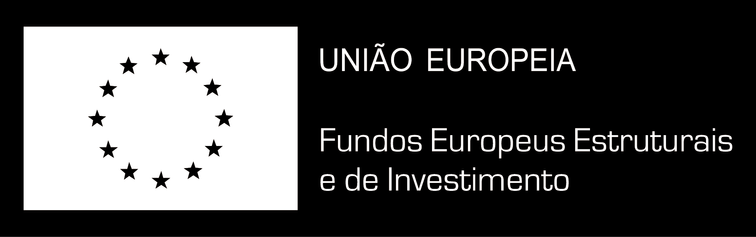 UNIÃO EUROPEIA
Fundos Europeus Estruturais
e de Investimento